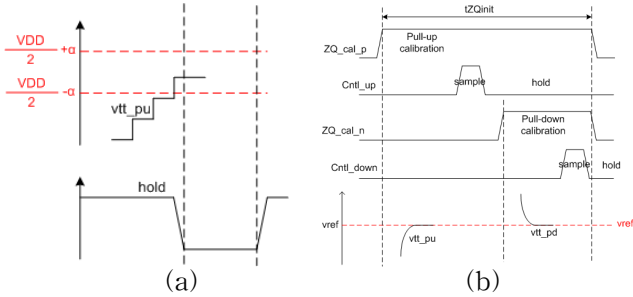 VDD/2 +α
VDD/2 -α
vtt_pu
hold
(a)
tZQinit
ZQ_cal_p
Pull-up
calibration
Cntl_up
sample
hold
ZQ_cal_n
Pull-down
calibration
Cntl_down
sample
hold
vref
vtt_pu
vtt_pd
vref
(b)